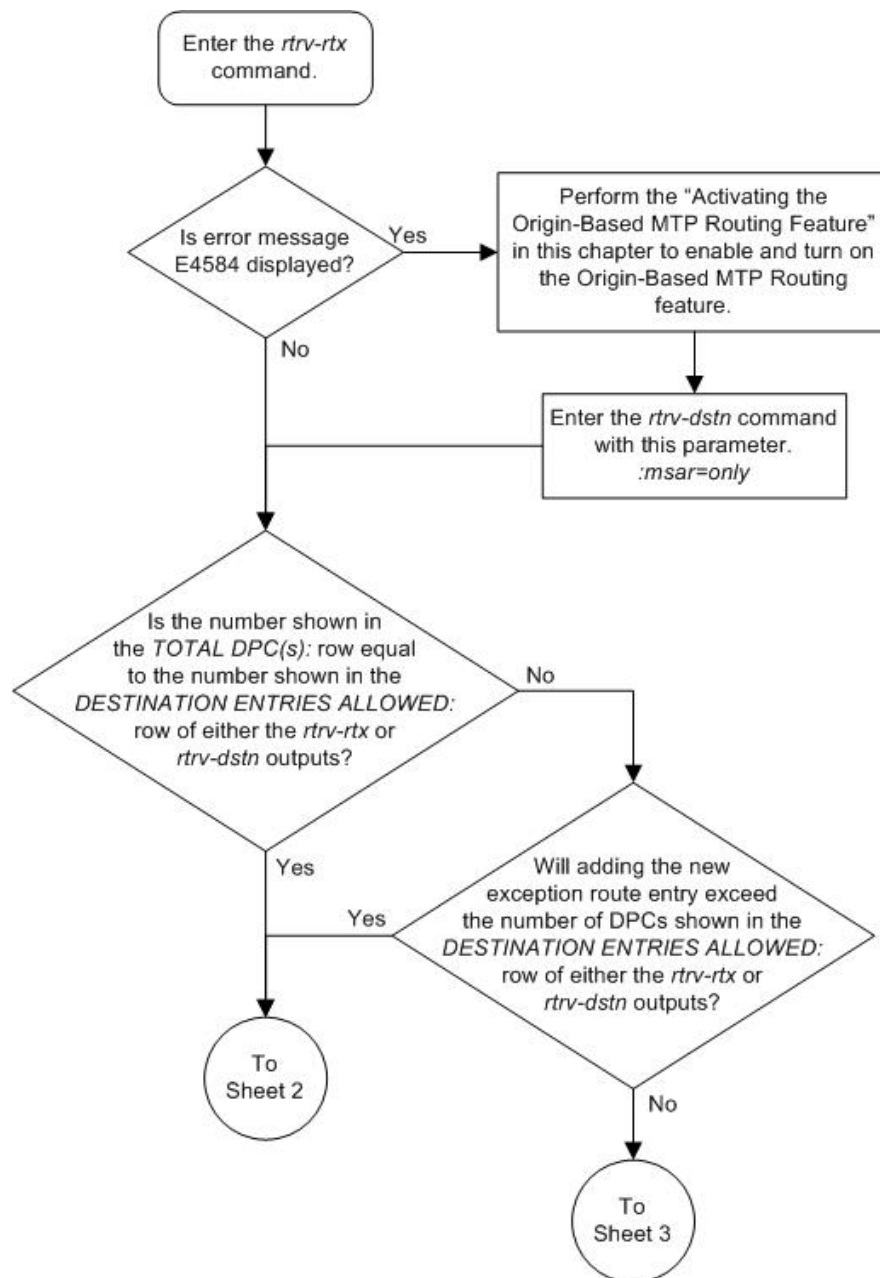 Enter the rtrv-rtx
command.
Is error message
E4584 displayed?
Yes
Perform the “Activating the
Origin-Based MTP Routing Feature”
in this chapter to enable and turn on
the Origin-Based MTP Routing
feature.
No
Enter the rtrv-dstn command
with this parameter.
:msar=only
Is the number shown in
the TOTAL DPC(s): row equal
to the number shown in the
DESTINATION ENTRIES ALLOWED:
row of either the rtrv-rtx or
rtrv-dstn outputs?
No
Yes
Will adding the new
exception route entry exceed
the number of DPCs shown in the
DESTINATION ENTRIES ALLOWED:
row of either the rtrv-rtx or
rtrv-dstn outputs?
Yes
To
Sheet 2
No
To
Sheet 3